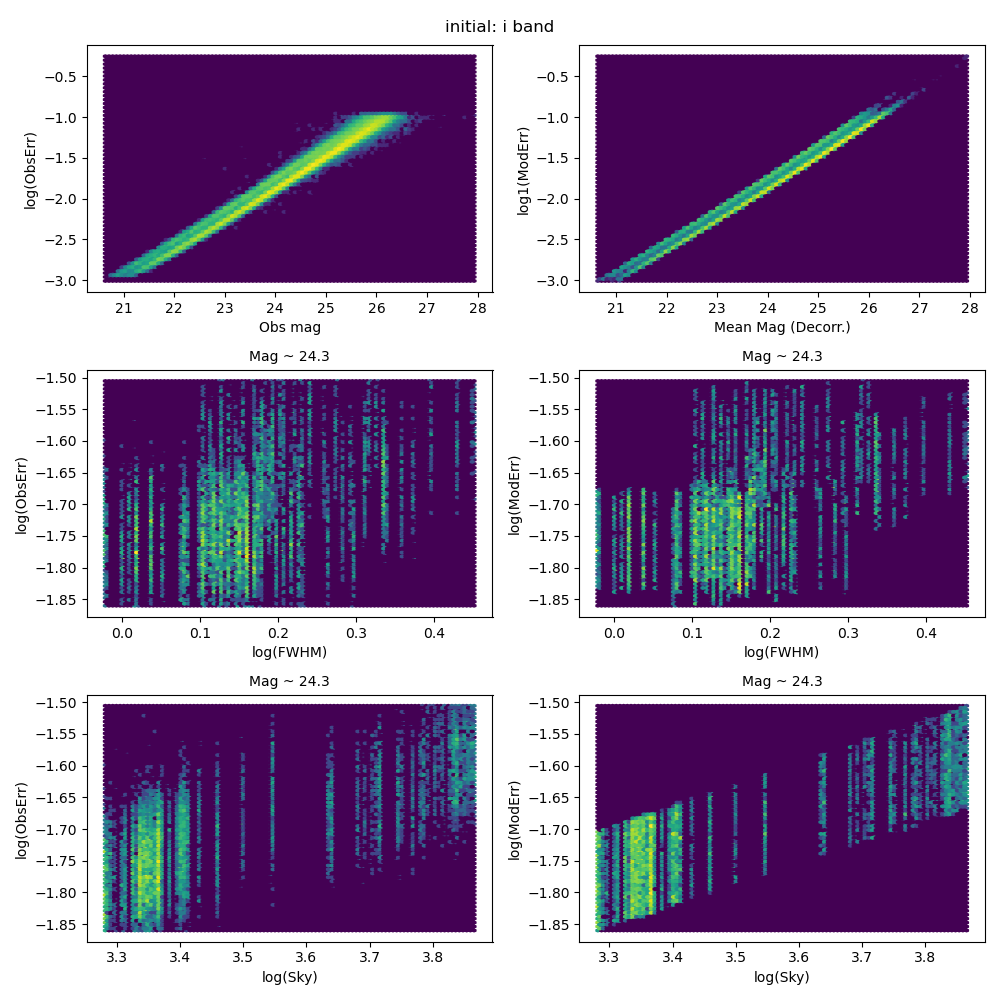 initial: i band
log(ObsErr)
−0.5
−1.0
−1.5
−2.0
−2.5
−3.0
21 22 23 24 25 26 27 28
Obs mag
log1(ModErr)
−0.5
−1.0
−1.5
−2.0
−2.5
−3.0
21 22 23 24 25 26 27 28
Mean Mag (Decorr.)
Mag ~ 24.3
log(ObsErr)
−1.50
−1.55
−1.60
−1.65
−1.70
−1.75
−1.80
−1.85
0.0 0.1 0.2 0.3 0.4
log(FWHM)
Mag ~ 24.3
log(ModErr)
−1.50
−1.55
−1.60
−1.65
−1.70
−1.75
−1.80
−1.85
0.0 0.1 0.2 0.3 0.4
log(FWHM)
Mag ~ 24.3
log(ObsErr)
−1.50
−1.55
−1.60
−1.65
−1.70
−1.75
−1.80
−1.85
3.3 3.4 3.5 3.6 3.7 3.8
log(Sky)
Mag ~ 24.3
log(ModErr)
−1.50
−1.55
−1.60
−1.65
−1.70
−1.75
−1.80
−1.85
3.3 3.4 3.5 3.6 3.7 3.8
log(Sky)